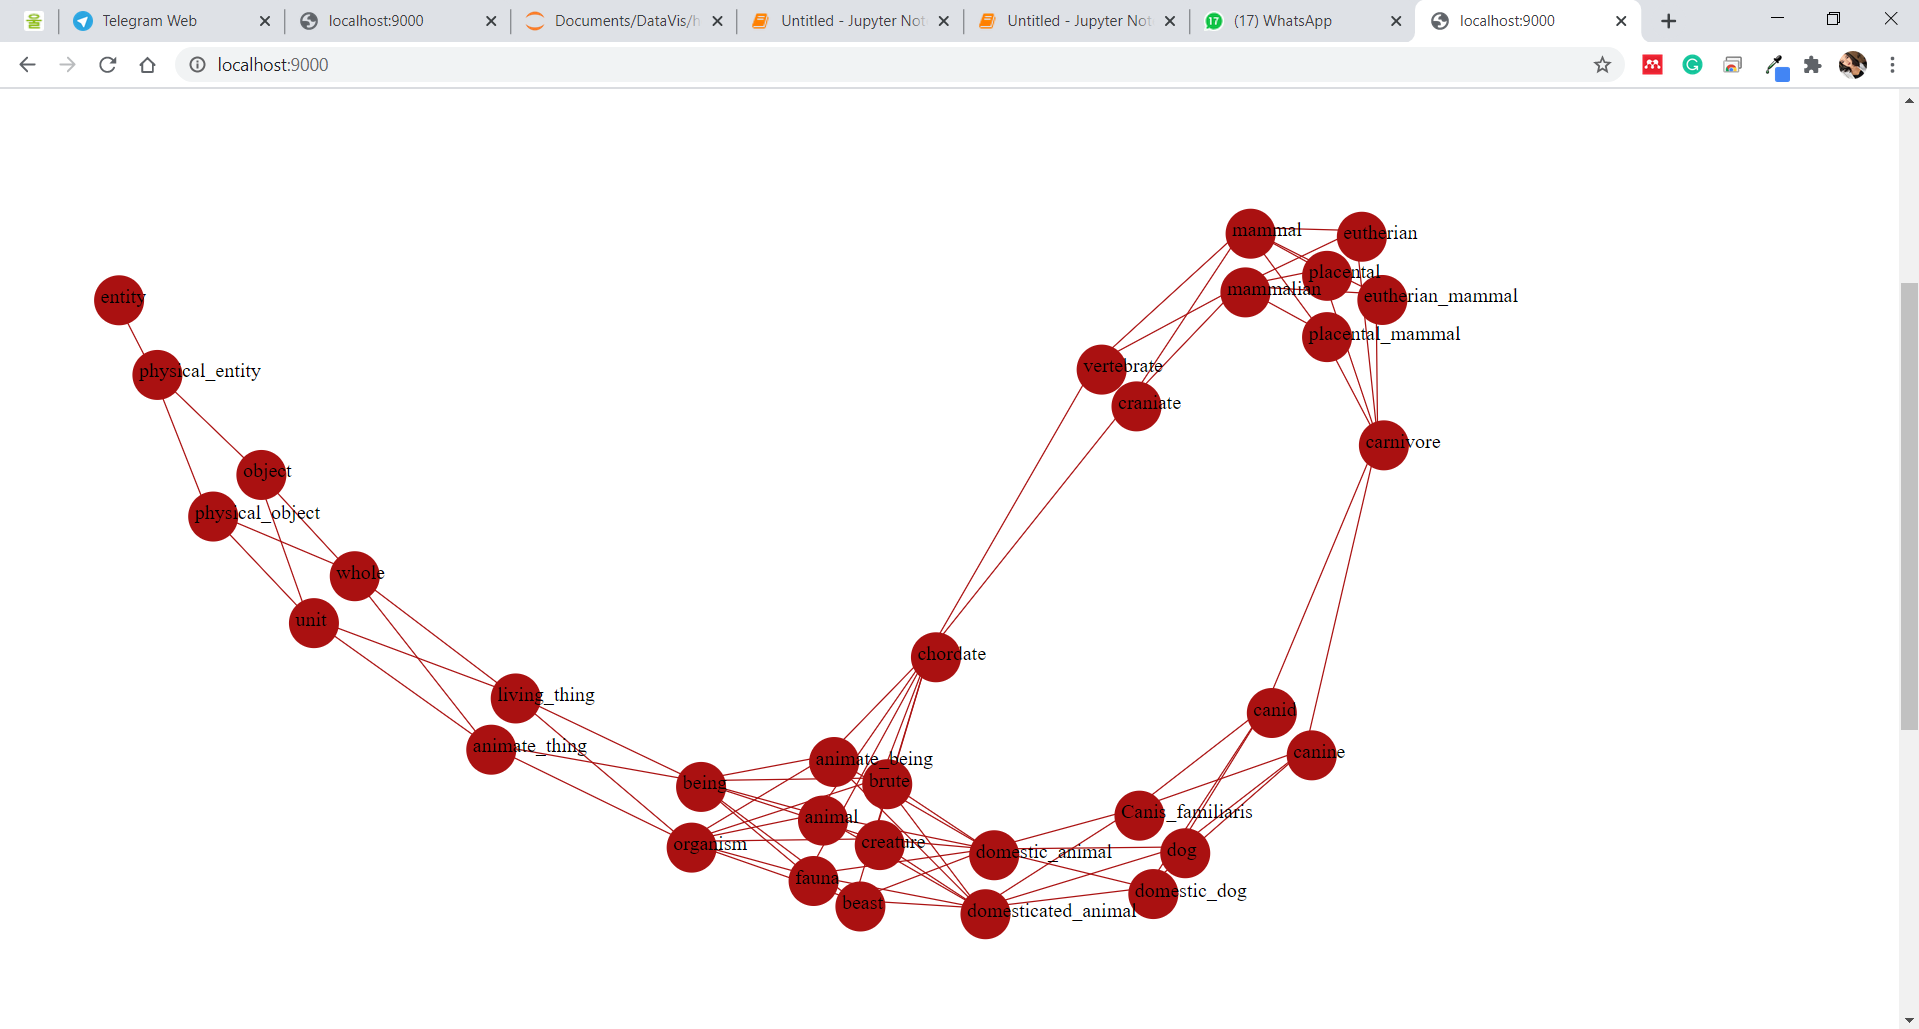 울
Telegram Web
localhost:9000
Documents/DataVis/h
Untitled - Jupyter Not
Untitled - Jupyter Not
17
(17) WhatsApp
localhost:9000
localhost:9000
mammal
eutherian
placental
mammalian
eutherian_mammal
entity
placental_mammal
physical_entity
vertebrate
craniate
carnivore
object
physical_object
whole
unit
chordate
living_thing
canid
animate_thing
canine
animate_being
being
brute
Canis_familiaris
animal
organism
creature
domestic_animal
dog
fauna
domestic_dog
beast
domesticated_animal